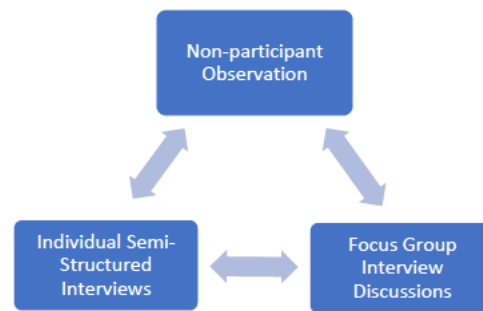 Non-participant
Observation
Individual Semi-
Structured
Interviews
Focus Group
Interview
Discussions